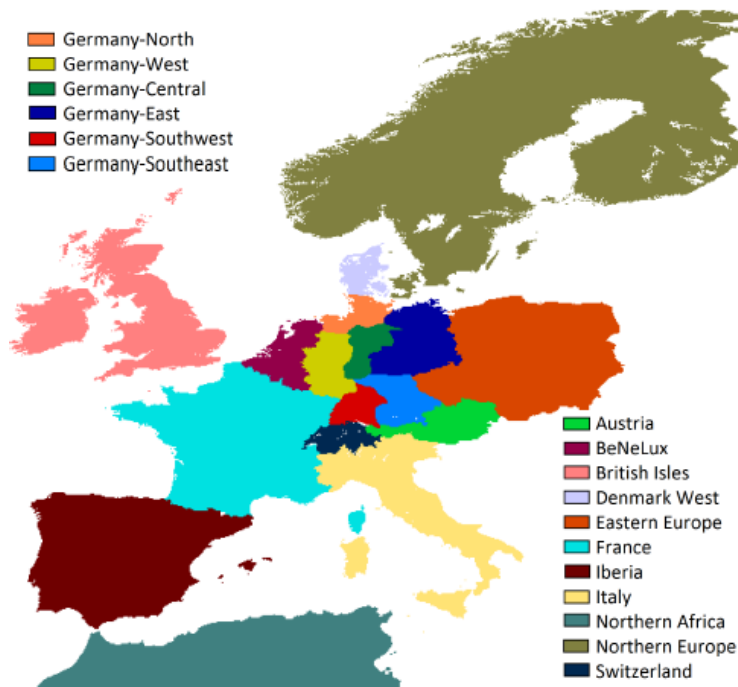 Germany-North
Germany-West
Germany-Central
Germany-East
Germany-Southwest
Germany-Southeast
Austria
BeNeLux
British Isles
Denmark West
Eastern Europe
France
Iberia
Italy
Northern Africa
Northern Europe
Switzerland